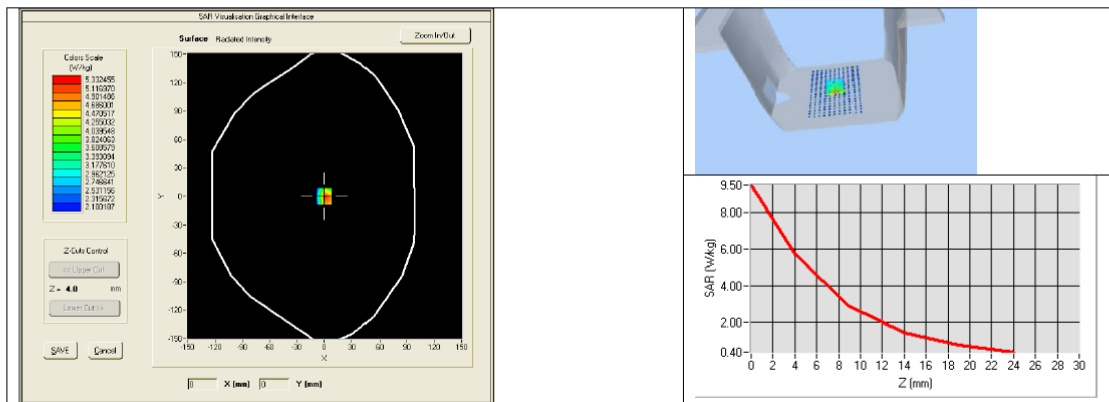 SAR Visualisation Graphical Interface
Surface Radiated Intensity
Zoom In/Out
Colors Scale
(W/kg)
5.332455
5.116970
4.901486
4.686001
4.470517
4.255032
4.039548
3.824063
3.608579
3.393094
3.177610
2.962125
2.746641
2.531156
2.315672
2.100187
150
120
90
60
30
0
-30
-60
-90
-120
-150
Y
-150 -120 -90 -60 -30 0 30 60 90 120 150
X
Z-Cuts Control
<< Upper Cut
Z = 4.0 mm
Lower Cut >>
SAVE Cancel
0 X (mm) 0 Y (mm)
9.50
8.00
6.00
4.00
2.00
0.40
SAR (W/kg)
0 2 4 6 8 10 12 14 16 18 20 22 24 26 28 30
Z (mm)